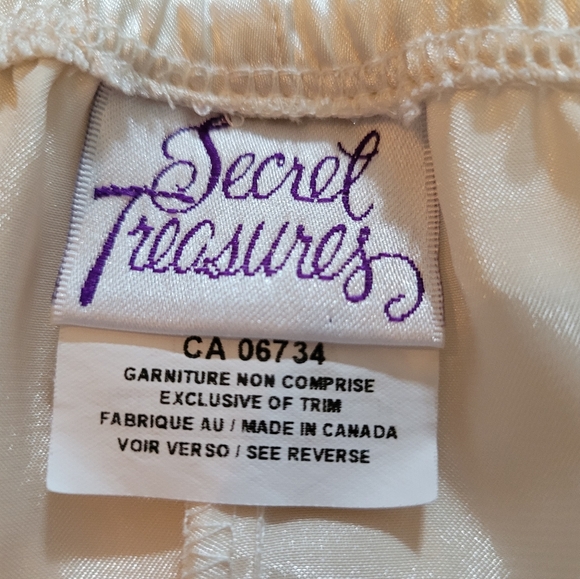 Secret
Treasures
CA 06734
GARNITURE NON COMPRISE
EXCLUSIVE OF TRIM
FABRIQUE AU / MADE IN CANADA
VOIR VERSO / SEE REVERSE